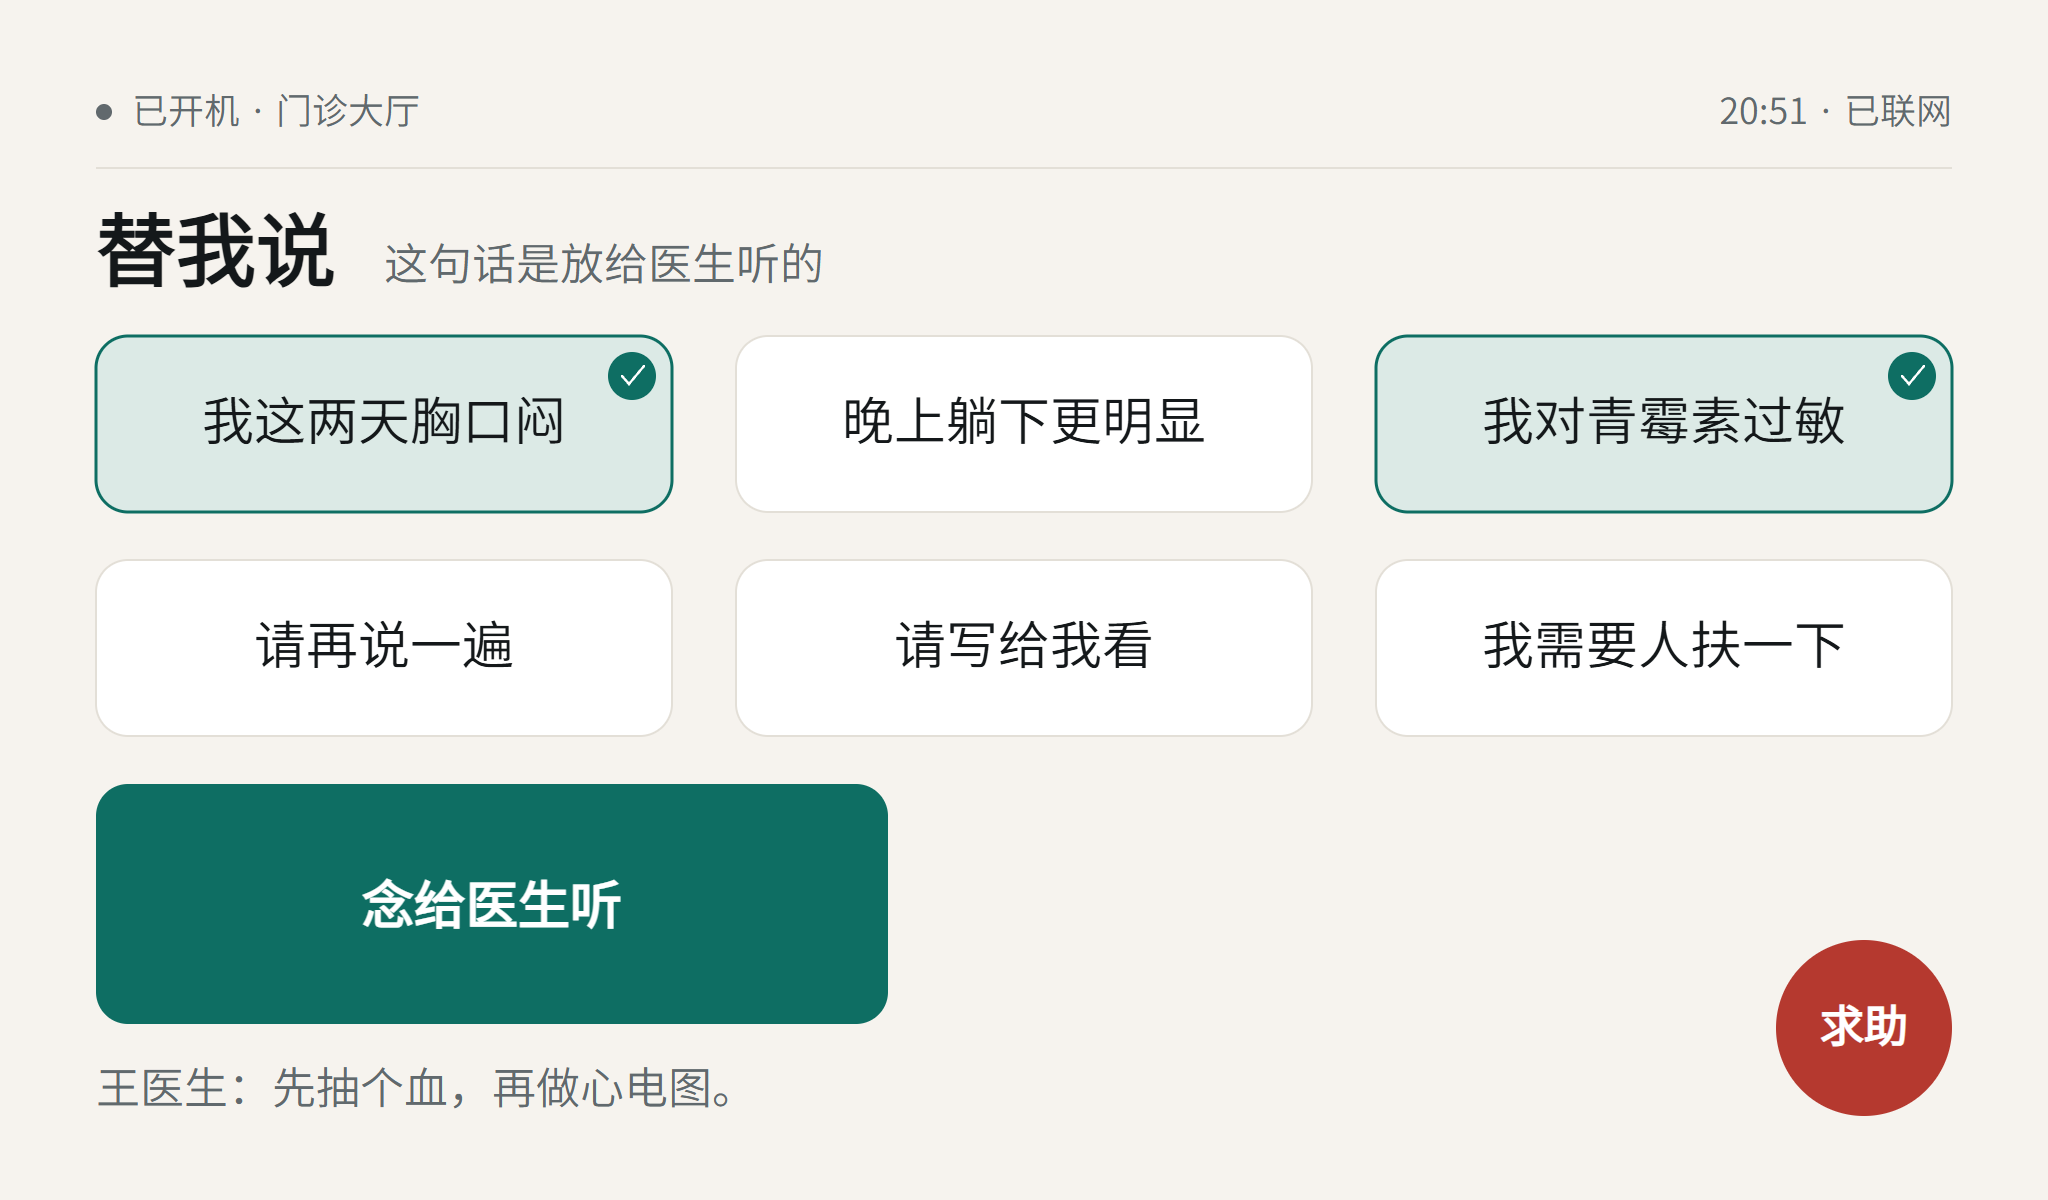 已开机 · 门诊大厅
20:51 · 已联网
替我说
这句话是放给医生听的
我这两天胸口闷
晚上躺下更明显
我对青霉素过敏
请再说一遍
请写给我看
我需要人扶一下
念给医生听
求助
王医生：先抽个血，再做心电图。